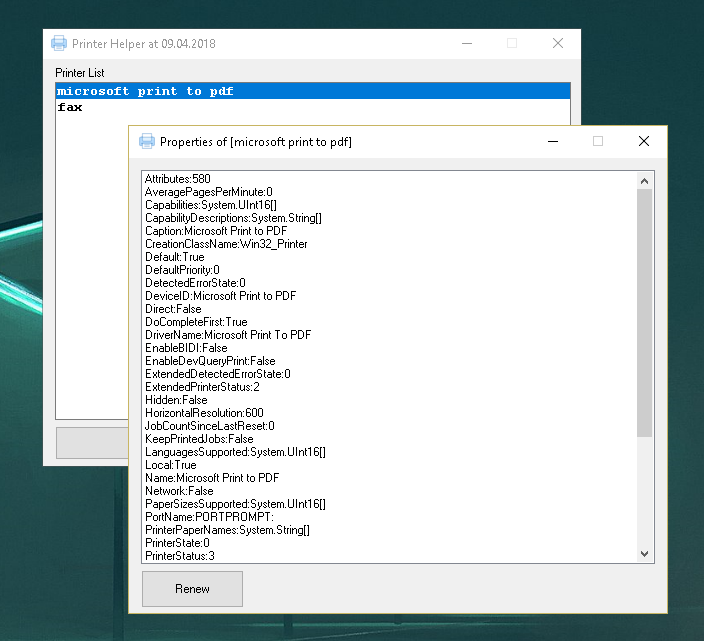 Printer Helper at 09.04.2018
Printer List
microsoft print to pdf
fax
Properties of [microsoft print to pdf]
Attributes:580
AveragePagesPerMinute:0
Capabilities:System.UInt16[]
CapabilityDescriptions:System.String[]
Caption:Microsoft Print to PDF
CreationClassName:Win32_Printer
Default:True
DefaultPriority:0
DetectedErrorState:0
DeviceID:Microsoft Print to PDF
Direct:False
DoCompleteFirst:True
DriverName:Microsoft Print To PDF
EnableBIDI:False
EnableDevQueryPrint:False
ExtendedDetectedErrorState:0
ExtendedPrinterStatus:2
Hidden:False
HorizontalResolution:600
JobCountSinceLastReset:0
KeepPrintedJobs:False
LanguagesSupported:System.UInt16[]
Local:True
Name:Microsoft Print to PDF
Network:False
PaperSizesSupported:System.UInt16[]
PortName:PORTPROMPT:
PrinterPaperNames:System.String[]
PrinterState:0
PrinterStatus:3
Renew